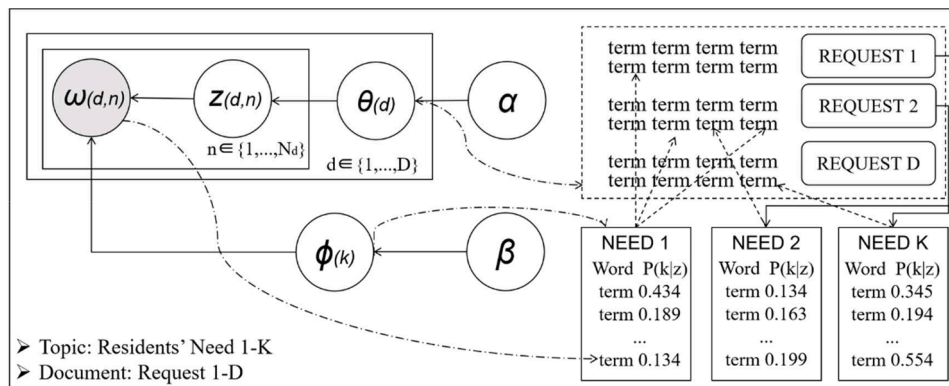 ω(d,n)
z(d,n)
θ(d)
α
n∈{1,...,Nd}
d∈{1,...,D}
ϕ(k)
β
term term term term
term term term term
REQUEST 1
term term term term
term term term term
REQUEST 2
term term term term
term term term term
REQUEST D
NEED 1
Word P(k|z)
term 0.434
term 0.189
...
term 0.134
NEED 2
Word P(k|z)
term 0.134
term 0.163
...
term 0.199
NEED K
Word P(k|z)
term 0.345
term 0.194
...
term 0.554
➢ Topic: Residents' Need 1-K
➢ Document: Request 1-D